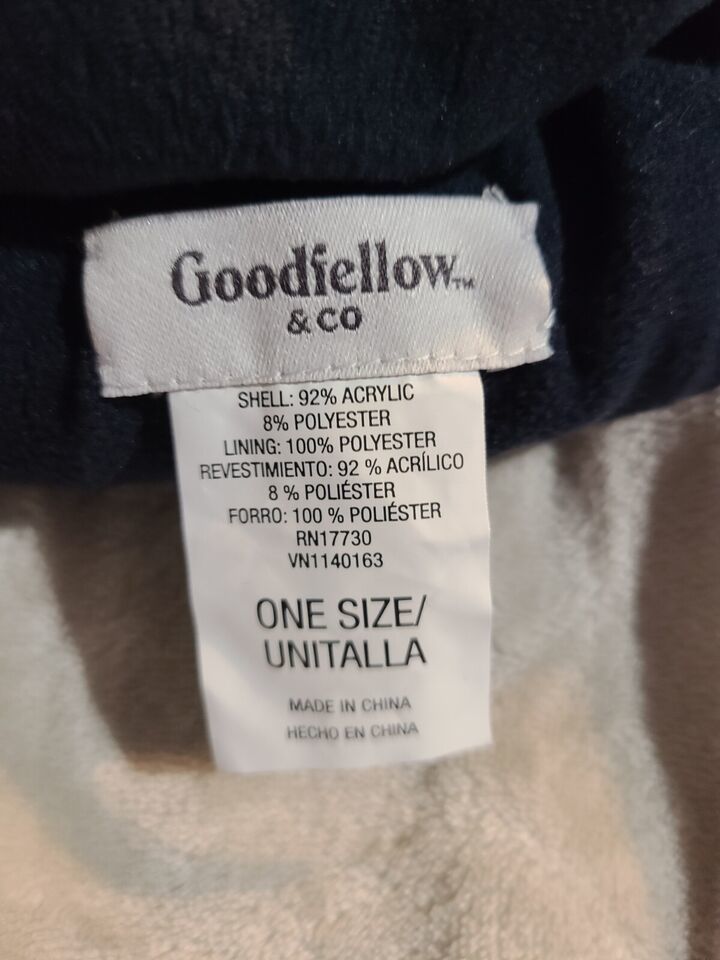 Goodfellow™
& CO
SHELL: 92% ACRYLIC
8% POLYESTER
LINING: 100% POLYESTER
REVESTIMIENTO: 92 % ACRÍLICO
8 % POLIÉSTER
FORRO: 100 % POLIÉSTER
RN17730
VN1140163
ONE SIZE/
UNITALLA
MADE IN CHINA
HECHO EN CHINA